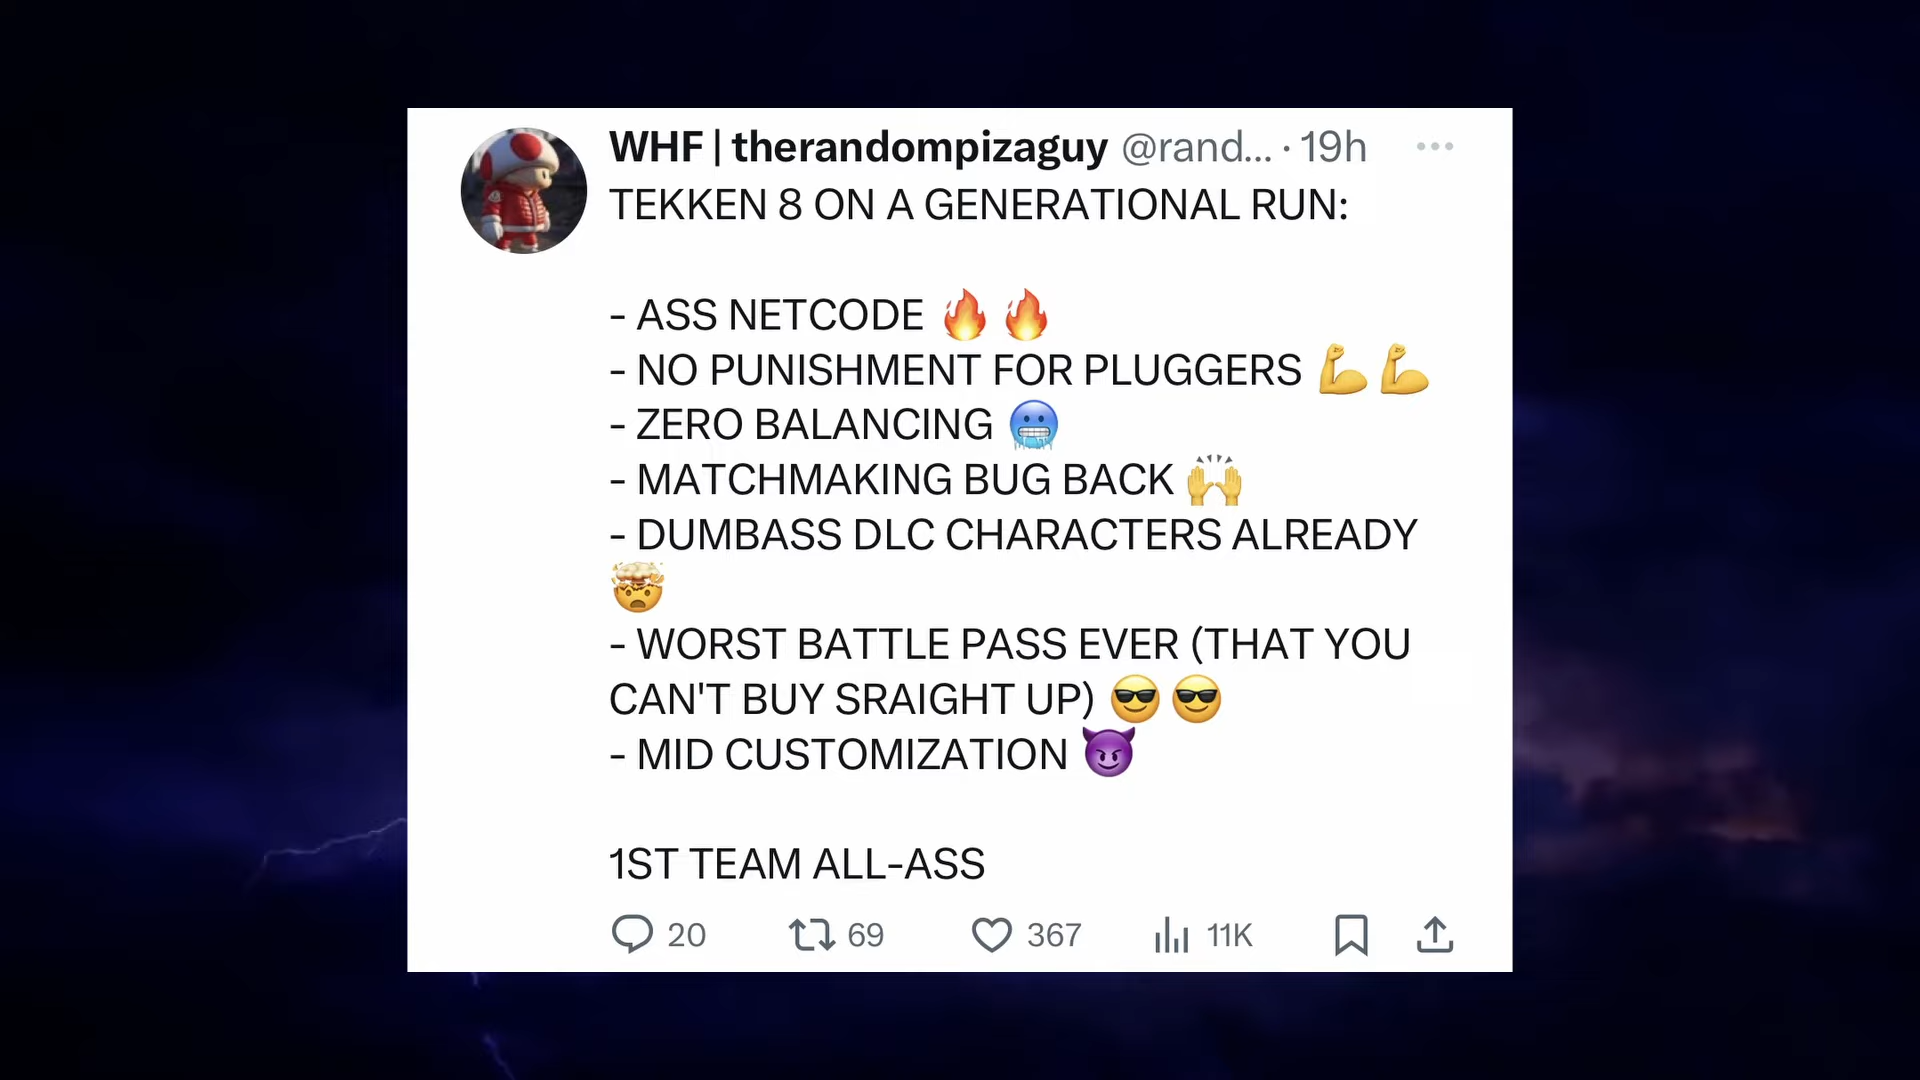 WHF | therandompizaguy @rand... · 19h
TEKKEN 8 ON A GENERATIONAL RUN:
- ASS NETCODE 🔥🔥
- NO PUNISHMENT FOR PLUGGERS 💪💪
- ZERO BALANCING 🥶
- MATCHMAKING BUG BACK 🙌
- DUMBASS DLC CHARACTERS ALREADY
🤯
- WORST BATTLE PASS EVER (THAT YOU
CAN'T BUY SRAIGHT UP) 😎😎
- MID CUSTOMIZATION 😈
1ST TEAM ALL-ASS
20 69 367 11K